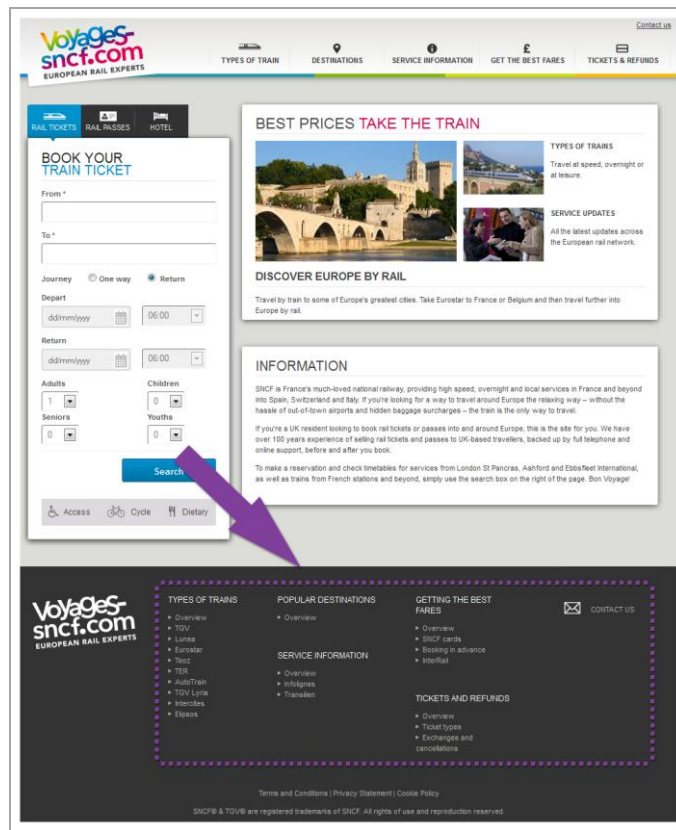 Contact us
Voyages-
sncf.com
EUROPEAN RAIL EXPERTS
TYPES OF TRAIN
DESTINATIONS
SERVICE INFORMATION
GET THE BEST FARES
TICKETS & REFUNDS
RAIL TICKETS
RAIL PASSES
HOTEL
BOOK YOUR
TRAIN TICKET
From *
To *
Journey One way Return
Depart
dd/mm/yyyy 06:00
Return
dd/mm/yyyy 06:00
Adults Children
1 0
Seniors Youths
0 0
Search
Access Cycle Dietary
BEST PRICES TAKE THE TRAIN
TYPES OF TRAINS
Travel at speed, overnight or
at leisure.
SERVICE UPDATES
All the latest updates across
the European rail network.
DISCOVER EUROPE BY RAIL
Travel by train to some of Europe's greatest cities. Take Eurostar to France or Belgium and then travel further into
Europe by rail.
INFORMATION
SNCF is France's much-loved national railway, providing high speed, overnight and local services in France and beyond
into Spain, Switzerland and Italy. If you're looking for a way to travel around Europe the relaxing way – without the
hassle of out-of-town airports and hidden baggage surcharges – the train is the only way to travel.
If you're a UK resident looking to book rail tickets or passes into and around Europe, this is the site for you. We have
over 100 years experience of selling rail tickets and passes to UK-based travellers, backed up by full telephone and
online support, before and after you book.
To make a reservation and check timetables for services from London St Pancras, Ashford and Ebbsfleet International,
as well as trains from French stations and beyond, simply use the search box on the right of the page. Bon Voyage!
Voyages-
sncf.com
EUROPEAN RAIL EXPERTS
TYPES OF TRAINS
Overview
TGV
Lunea
Eurostar
Teoz
TER
AutoTrain
TGV Lyria
Intercites
Elipsos
POPULAR DESTINATIONS
Overview
SERVICE INFORMATION
Overview
Infolignes
Transilien
GETTING THE BEST
FARES
Overview
SNCF cards
Booking in advance
InterRail
TICKETS AND REFUNDS
Overview
Ticket types
Exchanges and
cancellations
CONTACT US
Terms and Conditions | Privacy Statement | Cookie Policy
SNCF® & TGV® are registered trademarks of SNCF. All rights of use and reproduction reserved.